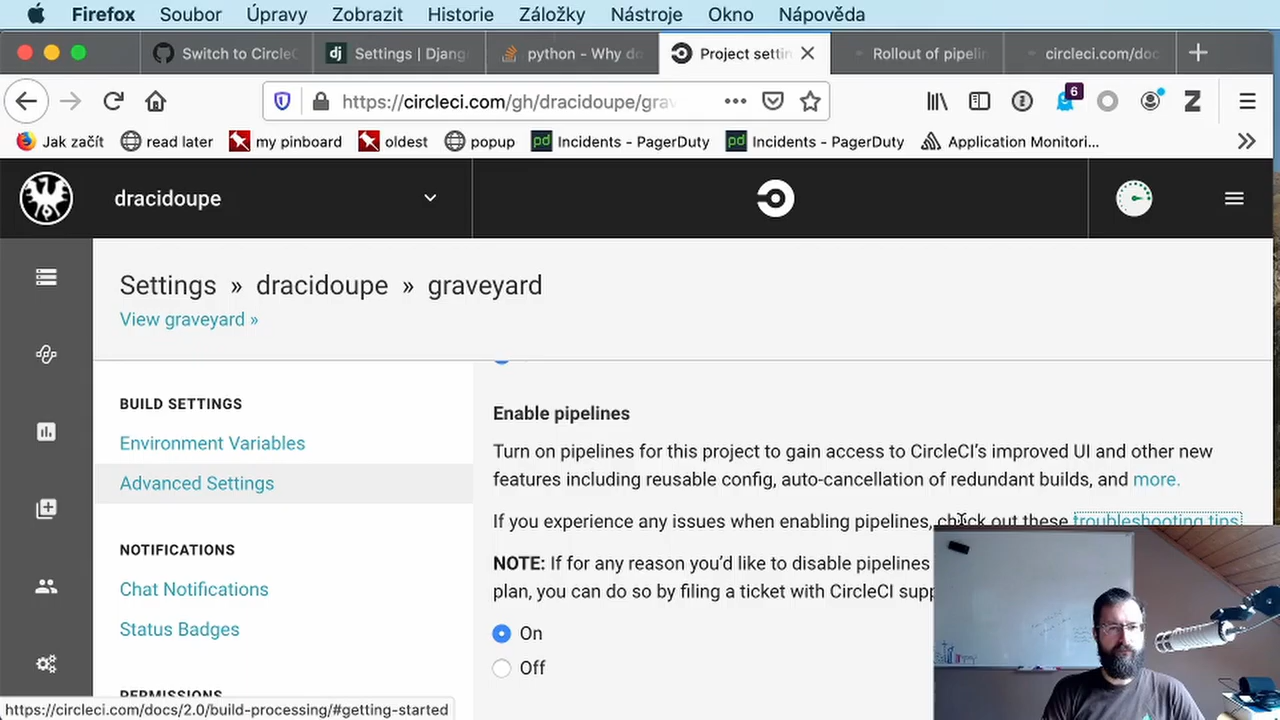 Firefox Soubor Úpravy Zobrazit Historie Záložky Nástroje Okno Nápověda
Switch to CircleC Settings | Djang python - Why do Project settin Rollout of pipelin circleci.com/doc
https://circleci.com/gh/dracidoupe/grav 6 Z
Jak začít read later my pinboard oldest popup pd Incidents - PagerDuty pd Incidents - PagerDuty Application Monitori...
dracidoupe
Settings » dracidoupe » graveyard
View graveyard »
BUILD SETTINGS
Environment Variables
Advanced Settings
NOTIFICATIONS
Chat Notifications
Status Badges
PERMISSIONS
Enable pipelines
Turn on pipelines for this project to gain access to CircleCI's improved UI and other new
features including reusable config, auto-cancellation of redundant builds, and more.
If you experience any issues when enabling pipelines, check out these troubleshooting tips
NOTE: If for any reason you'd like to disable pipelines
plan, you can do so by filing a ticket with CircleCI supp
On
Off
https://circleci.com/docs/2.0/build-processing/#getting-started